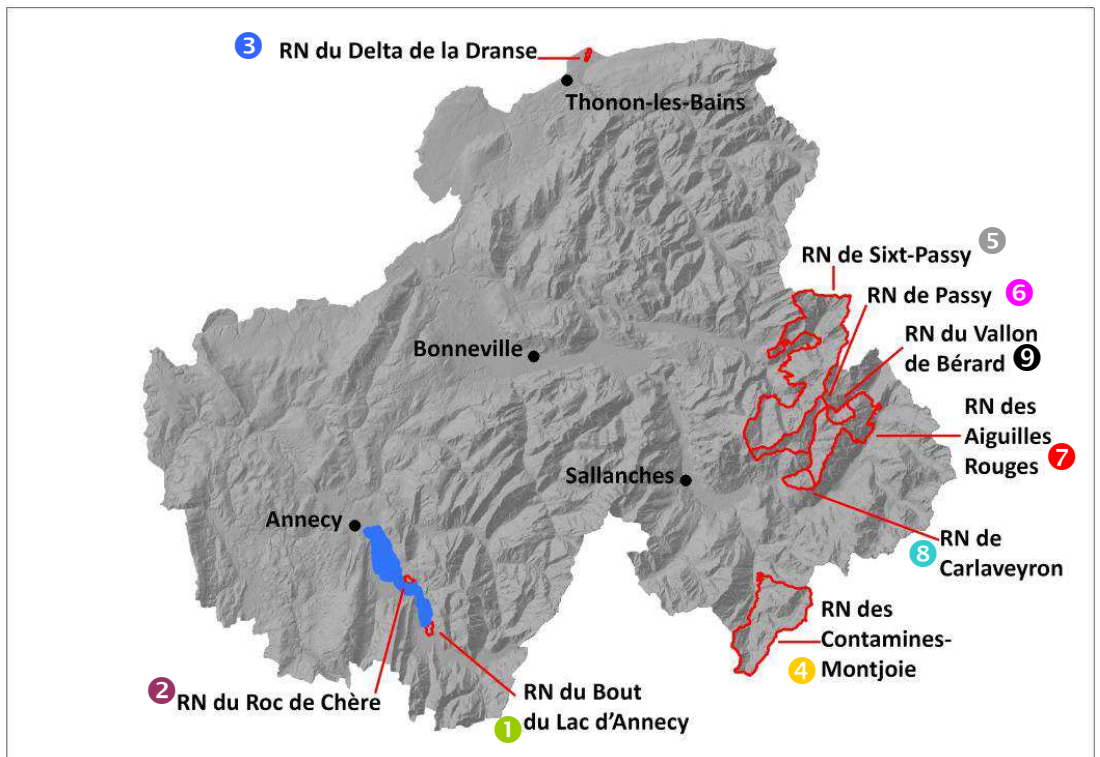 3 RN du Delta de la Dranse
Thonon-les-Bains
RN de Sixt-Passy 5
RN de Passy 6
RN du Vallon
de Bérard 9
Bonneville
RN des
Aiguilles
Rouges 7
Sallanches
Annecy
8 RN de
Carlaveyron
RN des
Contamines-
4 Montjoie
2 RN du Roc de Chère
RN du Bout
1 du Lac d'Annecy